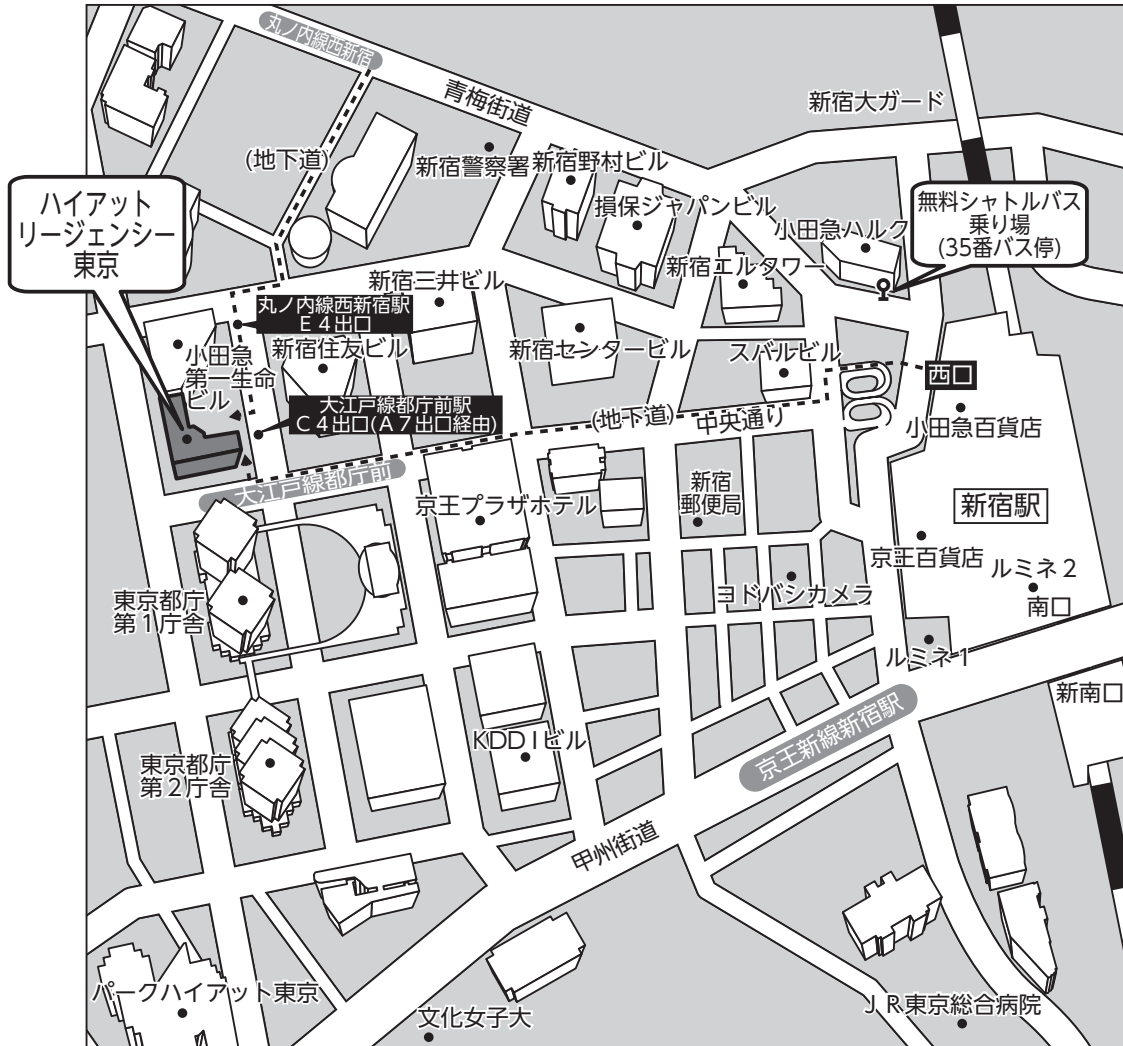 丸ノ内線西新宿
青梅街道
新宿大ガード
(地下道)
新宿警察署
新宿野村ビル
ハイアット
リージェンシー
東京
損保ジャパンビル
無料シャトルバス
乗り場
(35番バス停)
小田急ハルク
新宿エルタワー
新宿三井ビル
丸ノ内線西新宿駅
E4出口
小田急
第一生命
ビル
新宿住友ビル
新宿センタービル
スバルビル
西口
大江戸線都庁前駅
C4出口(A7出口経由)
(地下道)
中央通り
小田急百貨店
大江戸線都庁前
京王プラザホテル
新宿
郵便局
新宿駅
京王百貨店
ルミネ2
南口
東京都庁
第1庁舎
ヨドバシカメラ
ルミネ1
新南口
京王新線新宿駅
KDDIビル
東京都庁
第2庁舎
甲州街道
パークハイアット東京
文化女子大
JR東京総合病院